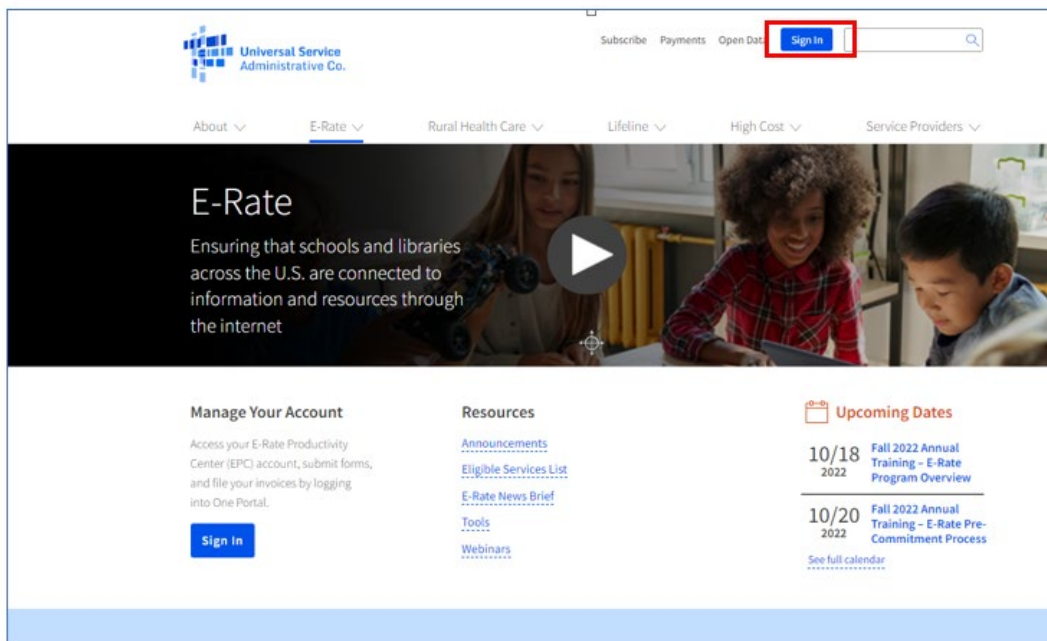 Universal Service
Administrative Co.
Subscribe Payments Open Data Sign In
About E-Rate Rural Health Care Lifeline High Cost Service Providers
E-Rate
Ensuring that schools and libraries
across the U.S. are connected to
information and resources through
the internet
Manage Your Account
Access your E-Rate Productivity
Center (EPC) account, submit forms,
and file your invoices by logging
into One Portal.
Sign In
Resources
Announcements
Eligible Services List
E-Rate News Brief
Tools
Webinars
Upcoming Dates
10/18
2022
Fall 2022 Annual
Training – E-Rate
Program Overview
10/20
2022
Fall 2022 Annual
Training – E-Rate Pre-
Commitment Process
See full calendar